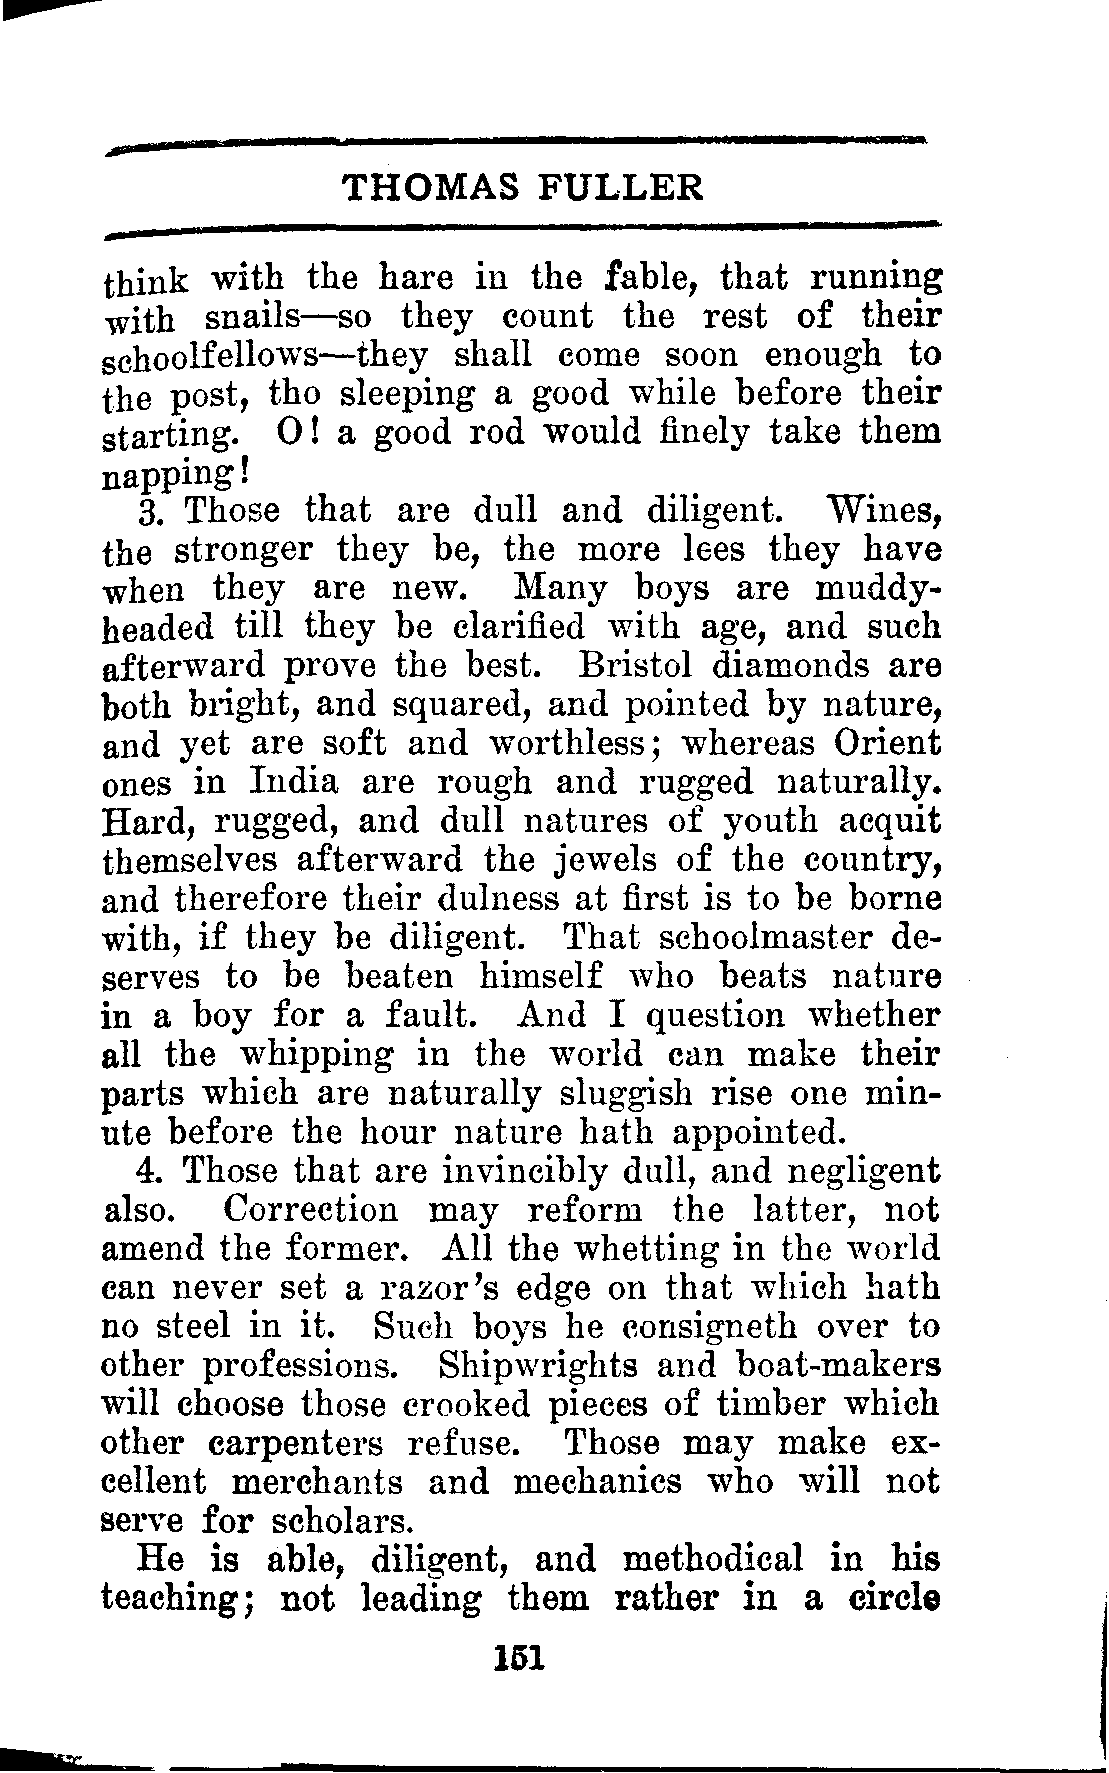 THOMAS FULLER
think with the hare in the fable, that running
with snails—so they count the rest of their
schoolfellows—they shall come soon enough to
the post, tho sleeping a good while before their
starting. O! a good rod would finely take them
napping!
3. Those that are dull and diligent. Wines,
the stronger they be, the more lees they have
when they are new. Many boys are muddy-
headed till they be clarified with age, and such
afterward prove the best. Bristol diamonds are
both bright, and squared, and pointed by nature,
and yet are soft and worthless; whereas Orient
ones in India are rough and rugged naturally.
Hard, rugged, and dull natures of youth acquit
themselves afterward the jewels of the country,
and therefore their dulness at first is to be borne
with, if they be diligent. That schoolmaster de-
serves to be beaten himself who beats nature
in a boy for a fault. And I question whether
all the whipping in the world can make their
parts which are naturally sluggish rise one min-
ute before the hour nature hath appointed.
4. Those that are invincibly dull, and negligent
also. Correction may reform the latter, not
amend the former. All the whetting in the world
can never set a razor's edge on that which hath
no steel in it. Such boys he consigneth over to
other professions. Shipwrights and boat-makers
will choose those crooked pieces of timber which
other carpenters refuse. Those may make ex-
cellent merchants and mechanics who will not
serve for scholars.
He is able, diligent, and methodical in his
teaching; not leading them rather in a circle
151